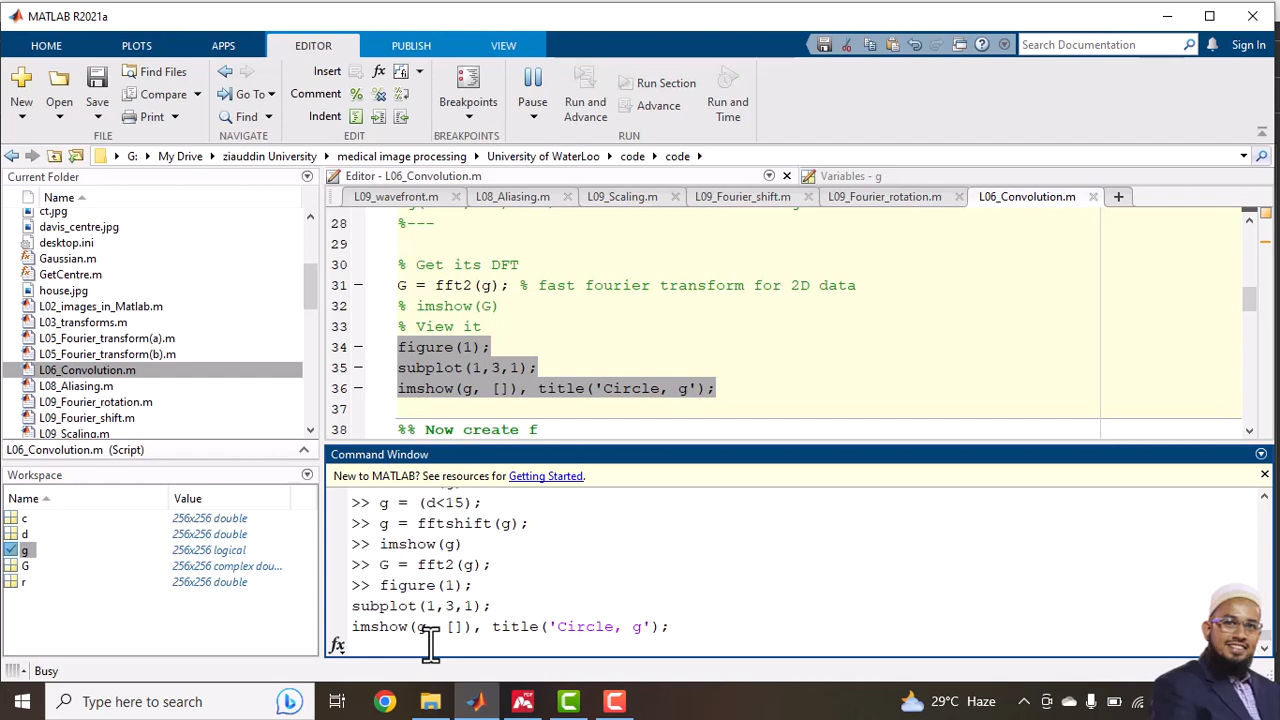 MATLAB R2021a
HOME PLOTS APPS EDITOR PUBLISH VIEW Search Documentation Sign In
New Open Save Find Files Compare Print
FILE
Go To Find
NAVIGATE
Insert Comment Indent
EDIT
Breakpoints
BREAKPOINTS
Pause Run and Advance Run Section Advance Run and Time
RUN
G: My Drive ziauddin University medical image processing University of WaterLoo code code
Current Folder
Name
ct.jpg
davis_centre.jpg
desktop.ini
Gaussian.m
GetCentre.m
house.jpg
L02_images_in_Matlab.m
L03_transforms.m
L05_Fourier_transform(a).m
L05_Fourier_transform(b).m
L06_Convolution.m
L08_Aliasing.m
L09_Fourier_rotation.m
L09_Fourier_shift.m
L09_Scaling.m
L06_Convolution.m (Script)
Workspace
Name Value
c 256x256 double
d 256x256 double
g 256x256 logical
G 256x256 complex dou...
r 256x256 double
Editor - L06_Convolution.m
Variables - g
L09_wavefront.m L08_Aliasing.m L09_Scaling.m L09_Fourier_shift.m L09_Fourier_rotation.m L06_Convolution.m
28 %---
29
30 % Get its DFT
31 G = fft2(g); % fast fourier transform for 2D data
32 % imshow(G)
33 % View it
34 figure(1);
35 subplot(1,3,1);
36 imshow(g, []), title('Circle, g');
37
38 %% Now create f
Command Window
New to MATLAB? See resources for Getting Started.
>> g = (d<15);
>> g = fftshift(g);
>> imshow(g)
>> G = fft2(g);
>> figure(1);
subplot(1,3,1);
imshow(g, []), title('Circle, g');
fx
Busy
Type here to search
29°C Haze